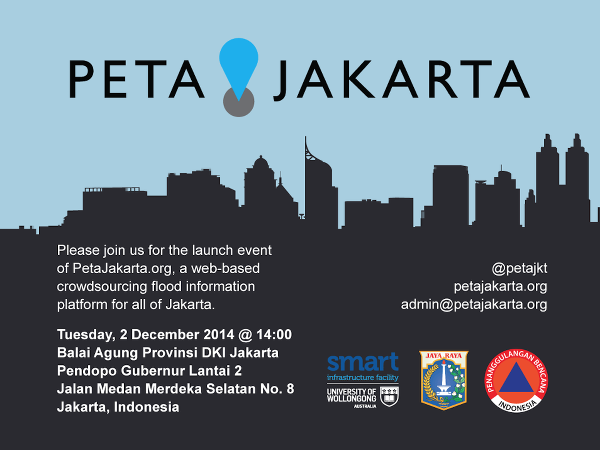 PETA JAKARTA
Please join us for the launch event
of PetaJakarta.org, a web-based
crowdsourcing flood information
platform for all of Jakarta.
Tuesday, 2 December 2014 @ 14:00
Balai Agung Provinsi DKI Jakarta
Pendopo Gubernur Lantai 2
Jalan Medan Merdeka Selatan No. 8
Jakarta, Indonesia
@petajkt
petajakarta.org
admin@petajakarta.org
smart
infrastructure facility
UNIVERSITY OF
WOLLONGONG
AUSTRALIA
JAYA RAYA
PENANGGULANGAN BENCANA
INDONESIA